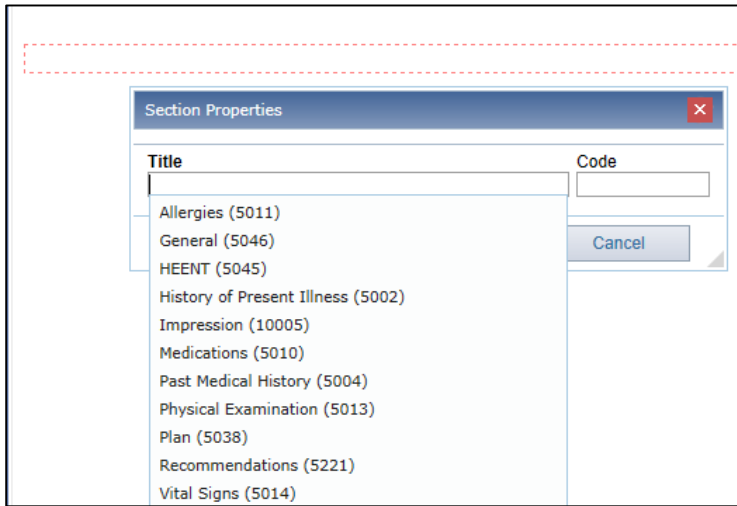 Section Properties
Title Code
Allergies (5011)
General (5046)
HEENT (5045)
Cancel
History of Present Illness (5002)
Impression (10005)
Medications (5010)
Past Medical History (5004)
Physical Examination (5013)
Plan (5038)
Recommendations (5221)
Vital Signs (5014)